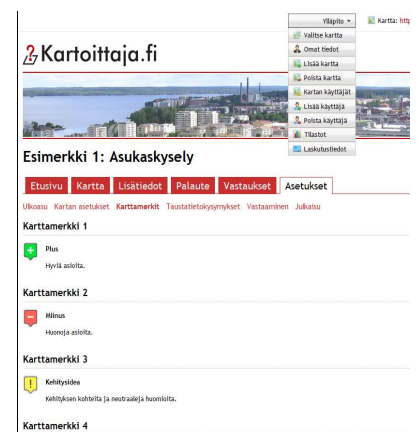 Ylläpito
Kartta: http
Valitse kartta
Omat tiedot
Lisää kartta
Poista kartta
Kartan käyttäjät
Lisää käyttäjä
Poista käyttäjä
Tilastot
Laskutustiedot
Kartoittaja.fi
Esimerkki 1: Asukaskysely
Etusivu Kartta Lisätiedot Palaute Vastaukset Asetukset
Ulkoasu Kartan asetukset Karttamerkit Taustatietokysymykset Vastaaminen Julkaisu
Karttamerkki 1
Plus
Hyviä asioita.
Karttamerkki 2
Miinus
Huonoja asioita.
Karttamerkki 3
Kehitysidea
Kehityksen kohteita ja neutraaleja huomioita.
Karttamerkki 4